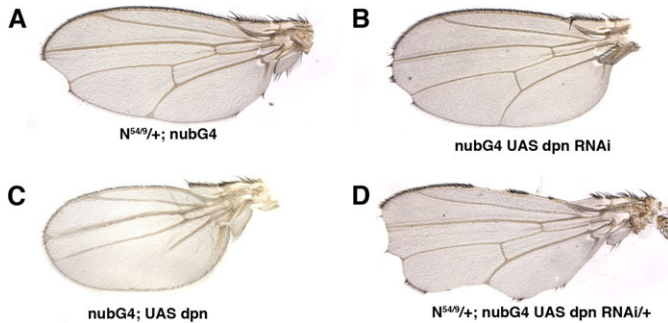 A
B
N54/9/+; nubG4
nubG4 UAS dpn RNAi
C
D
nubG4; UAS dpn
N54/9/+; nubG4 UAS dpn RNAi/+